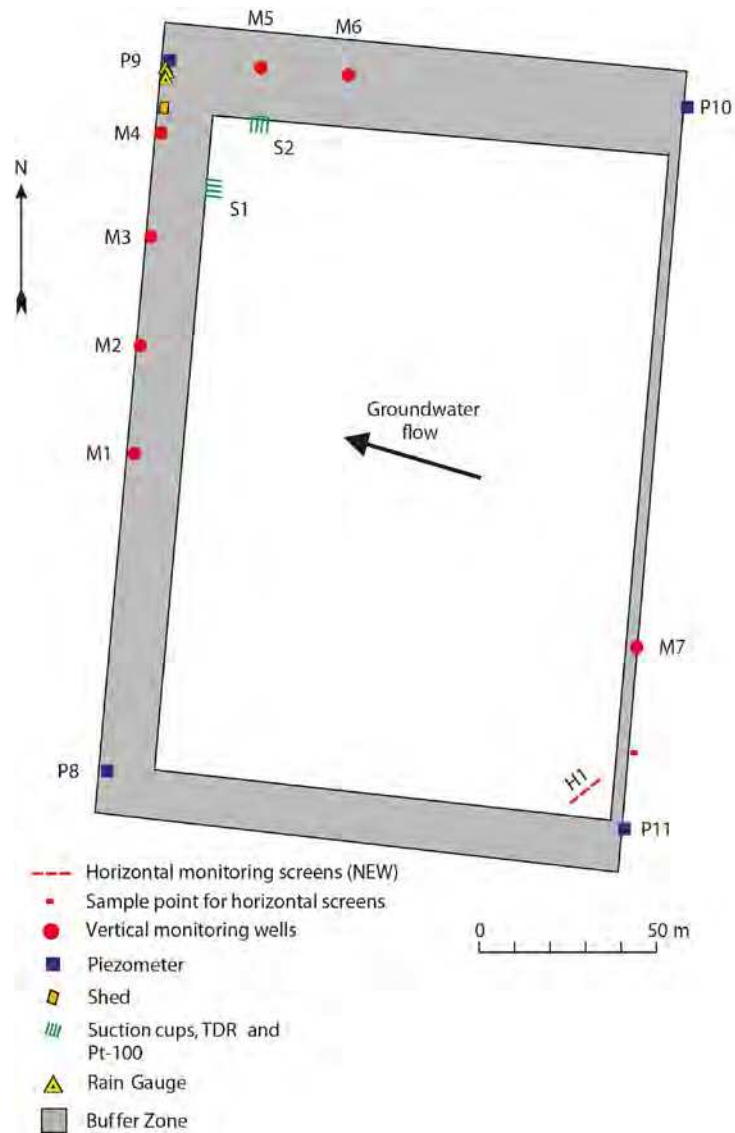 M5
M6
P9
P10
M4
S2
N
S1
M3
M2
Groundwater
flow
M1
M7
H1
P8
P11
Horizontal monitoring screens (NEW)
Sample point for horizontal screens
0 50 m
Vertical monitoring wells
Piezometer
Shed
Suction cups, TDR and
Pt-100
Rain Gauge
Buffer Zone